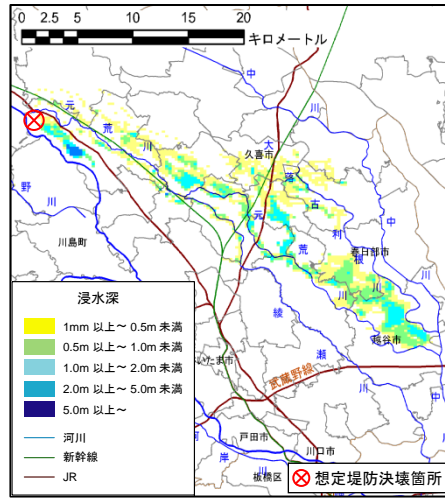 0 2.5 5 10 15 20
キロメートル
中川
元荒川
久喜市
大落古利根川
野川
元荒川
中川
川島町
春日部市
綾瀬川
越谷市
いたま市
武蔵野線
戸田市
川口市
岸川
板橋区
浸水深
1mm 以上～ 0.5m 未満
0.5m 以上～ 1.0m 未満
1.0m 以上～ 2.0m 未満
2.0m 以上～ 5.0m 未満
5.0m 以上～
河川
新幹線
JR
想定堤防決壊箇所